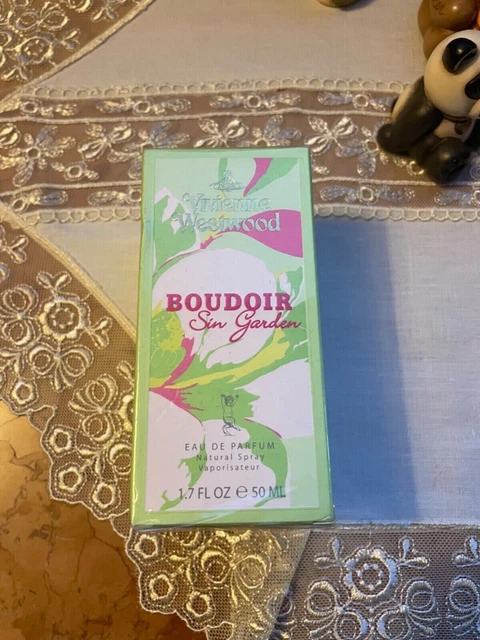 Vivienne
Westwood
BOUDOIR
Sin Garden
EAU DE PARFUM
Natural Spray
Vaporisateur
1.7 FL OZ ℮ 50 ML